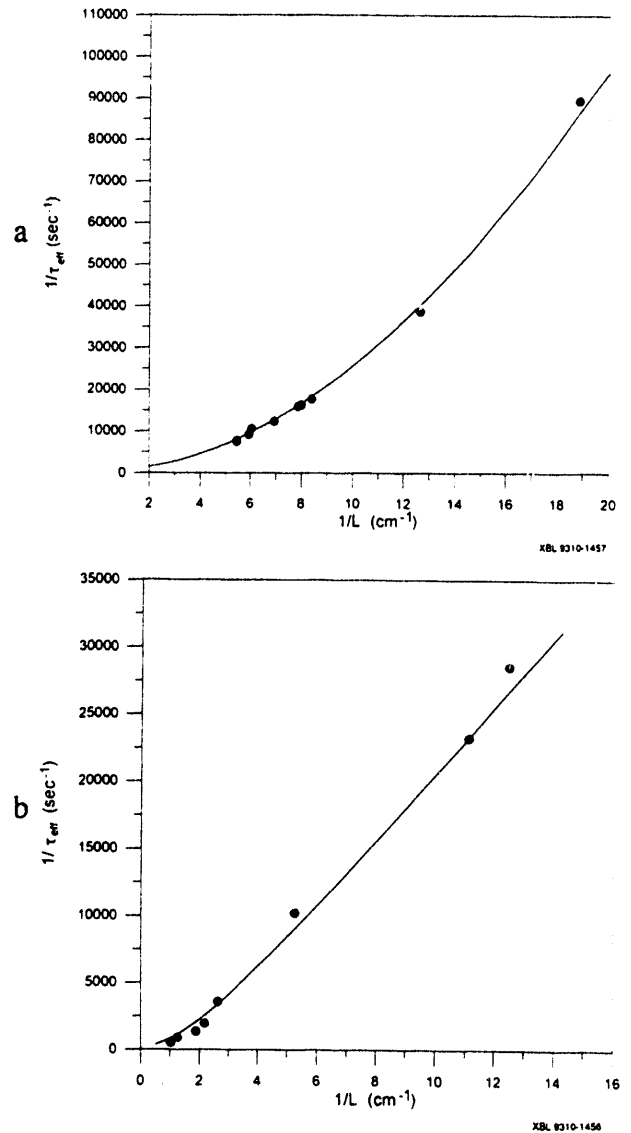 110000
100000
90000
80000
70000
60000
50000
40000
30000
20000
10000
0
a
1/τeff (sec⁻¹)
2 4 6 8 10 12 14 16 18 20
1/L (cm⁻¹)
XBL 9310-1457
35000
30000
25000
20000
15000
10000
5000
0
b
1/ τeff (sec⁻¹)
0 2 4 6 8 10 12 14 16
1/L (cm⁻¹)
XBL 9310-1456